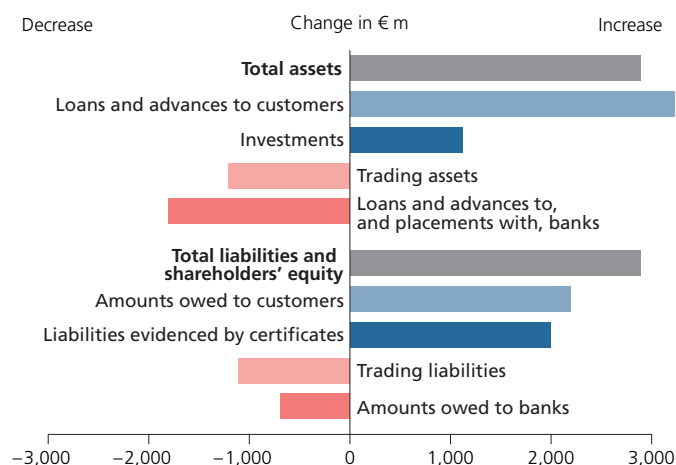 Decrease Change in € m Increase
Total assets
Loans and advances to customers
Investments
Trading assets
Loans and advances to,
and placements with, banks
Total liabilities and
shareholders’ equity
Amounts owed to customers
Liabilities evidenced by certificates
Trading liabilities
Amounts owed to banks
−3,000 −2,000 −1,000 0 1,000 2,000 3,000